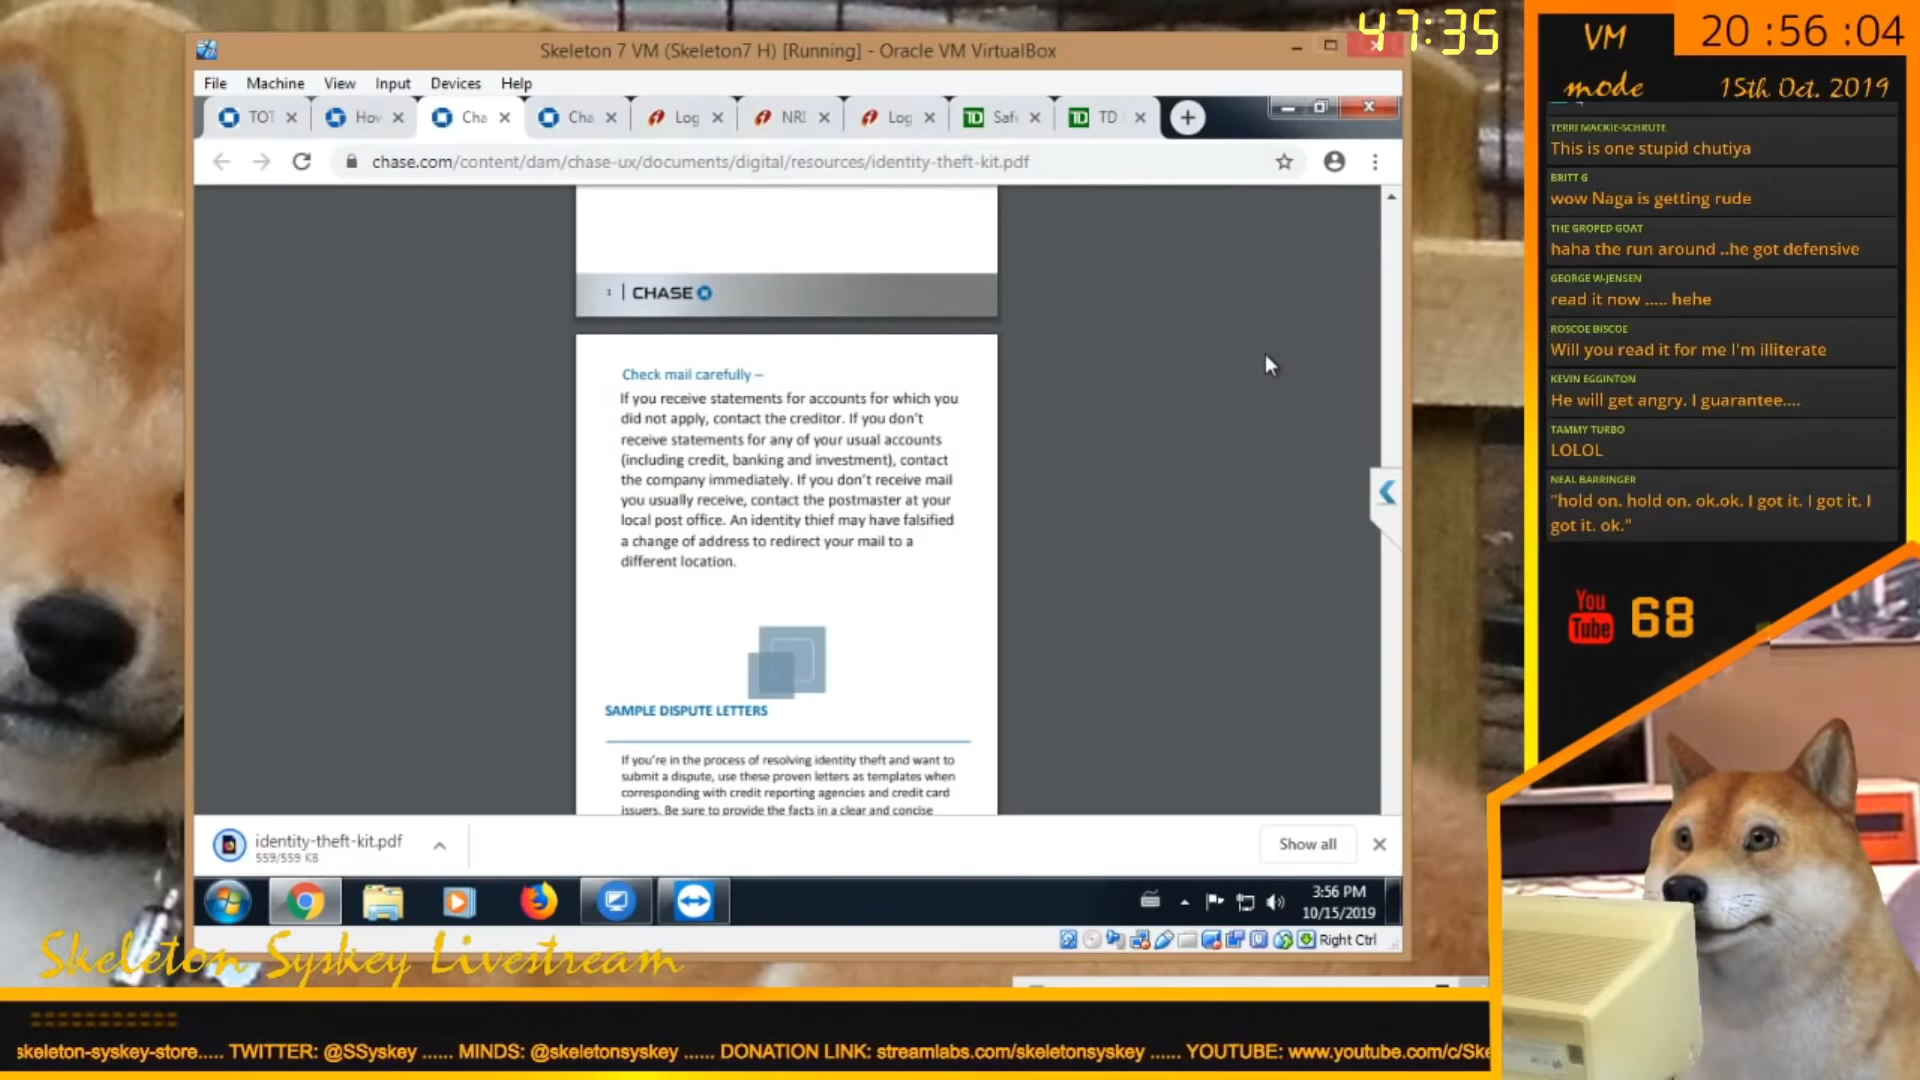 Skeleton 7 VM (Skeleton7 H) [Running] - Oracle VM VirtualBox
47:35
File Machine View Input Devices Help
TOT
How
Cha
Cha
Log
NRI
Log
TD Safe
TD TD
chase.com/content/dam/chase-ux/documents/digital/resources/identity-theft-kit.pdf
CHASE
Check mail carefully –
If you receive statements for accounts for which you
did not apply, contact the creditor. If you don't
receive statements for any of your usual accounts
(including credit, banking and investment), contact
the company immediately. If you don't receive mail
you usually receive, contact the postmaster at your
local post office. An identity thief may have falsified
a change of address to redirect your mail to a
different location.
SAMPLE DISPUTE LETTERS
If you're in the process of resolving identity theft and want to
submit a dispute, use these proven letters as templates when
corresponding with credit reporting agencies and credit card
issuers. Be sure to provide the facts in a clear and concise
identity-theft-kit.pdf
559/559 KB
Show all
3:56 PM
10/15/2019
Right Ctrl
Skeleton Syskey Livestream
VM
mode
20 :56 :04
15th Oct. 2019
TERRI MACKIE-SCHRUTE
This is one stupid chutiya
BRITT G
wow Naga is getting rude
THE GROPED GOAT
haha the run around ..he got defensive
GEORGE W-JENSEN
read it now ..... hehe
ROSCOE BISCOE
Will you read it for me I'm illiterate
KEVIN EGGINTON
He will get angry. I guarantee....
TAMMY TURBO
LOLOL
NEAL BARRINGER
"hold on. hold on. ok.ok. I got it. I got it. I
got it. ok."
You
Tube
68
===========
skeleton-syskey-store..... TWITTER: @SSyskey ...... MINDS: @skeletonsyskey ...... DONATION LINK: streamlabs.com/skeletonsyskey ...... YOUTUBE: www.youtube.com/c/Ske